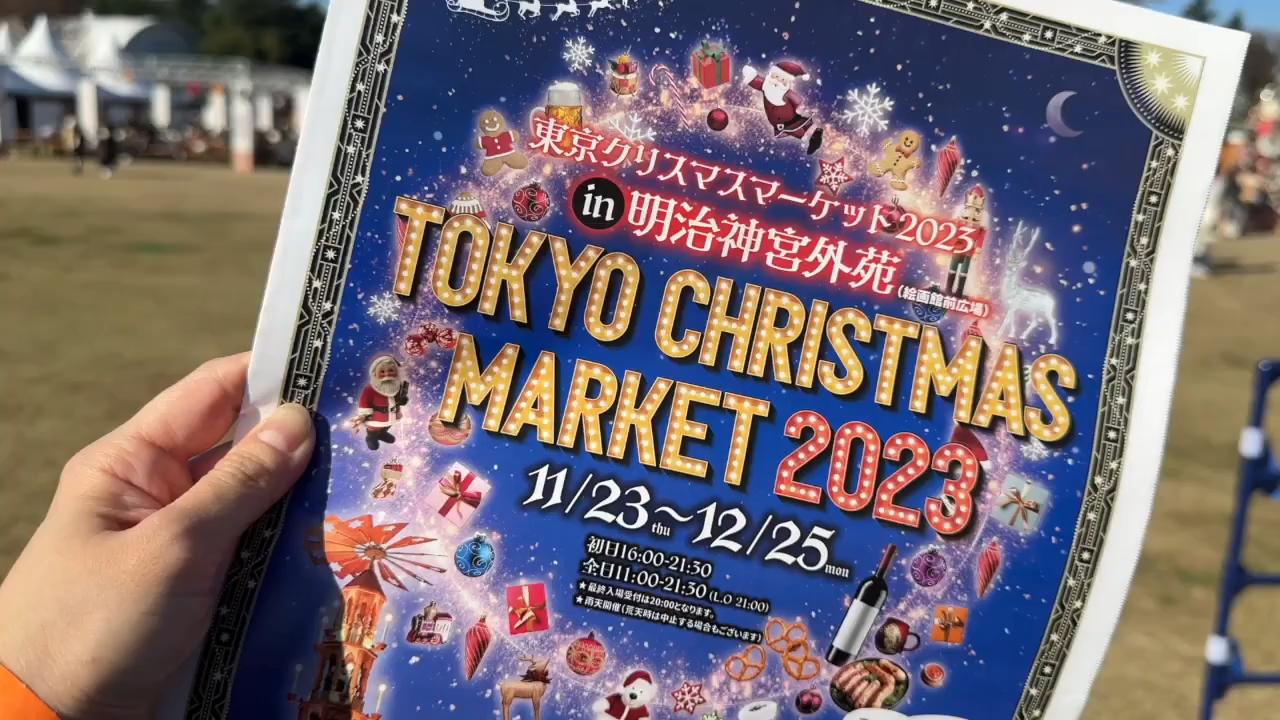 東京クリスマスマーケット2023
in 明治神宮外苑
(絵画館前広場)
TOKYO CHRISTMAS
MARKET 2023
11/23thu～12/25mon
初日16:00-21:30
全日11:00-21:30 (L.O 21:00)
★最終入場受付は20:00となります。
★雨天開催(荒天時は中止する場合もございます)